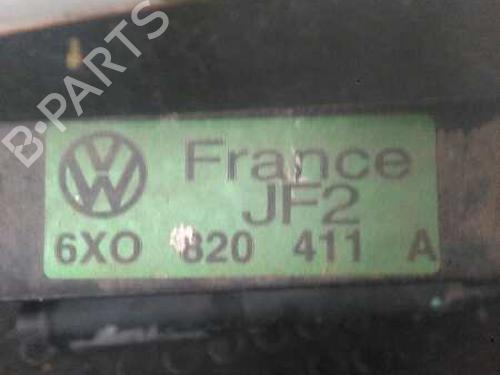 B-PARTS
France
JF2
6XO 820 411 A